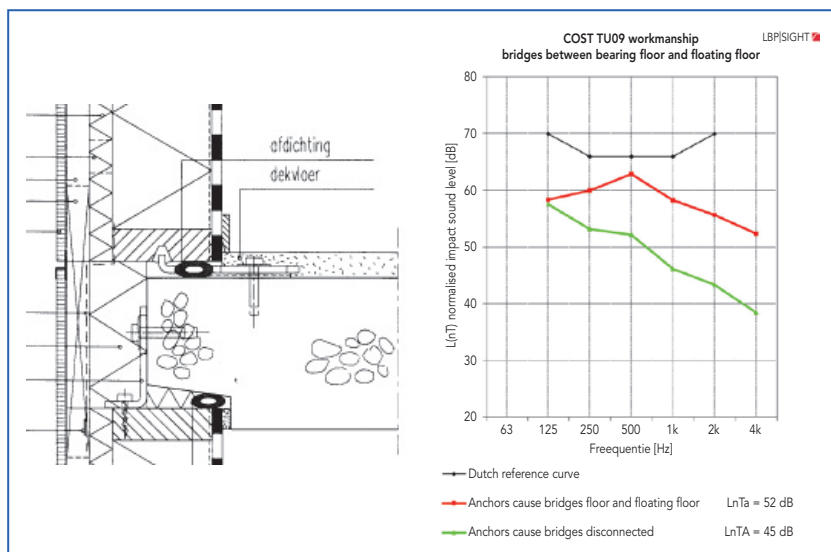 afdichting
dekvloer
COST TU09 workmanship
bridges between bearing floor and floating floor
LBP|SIGHT
L(nT) normalised impact sound level [dB]
80
70
60
50
40
30
20
63 125 250 500 1k 2k 4k
Freequentie [Hz]
Dutch reference curve
Anchors cause bridges floor and floating floor LnTa = 52 dB
Anchors cause bridges disconnected LnTA = 45 dB